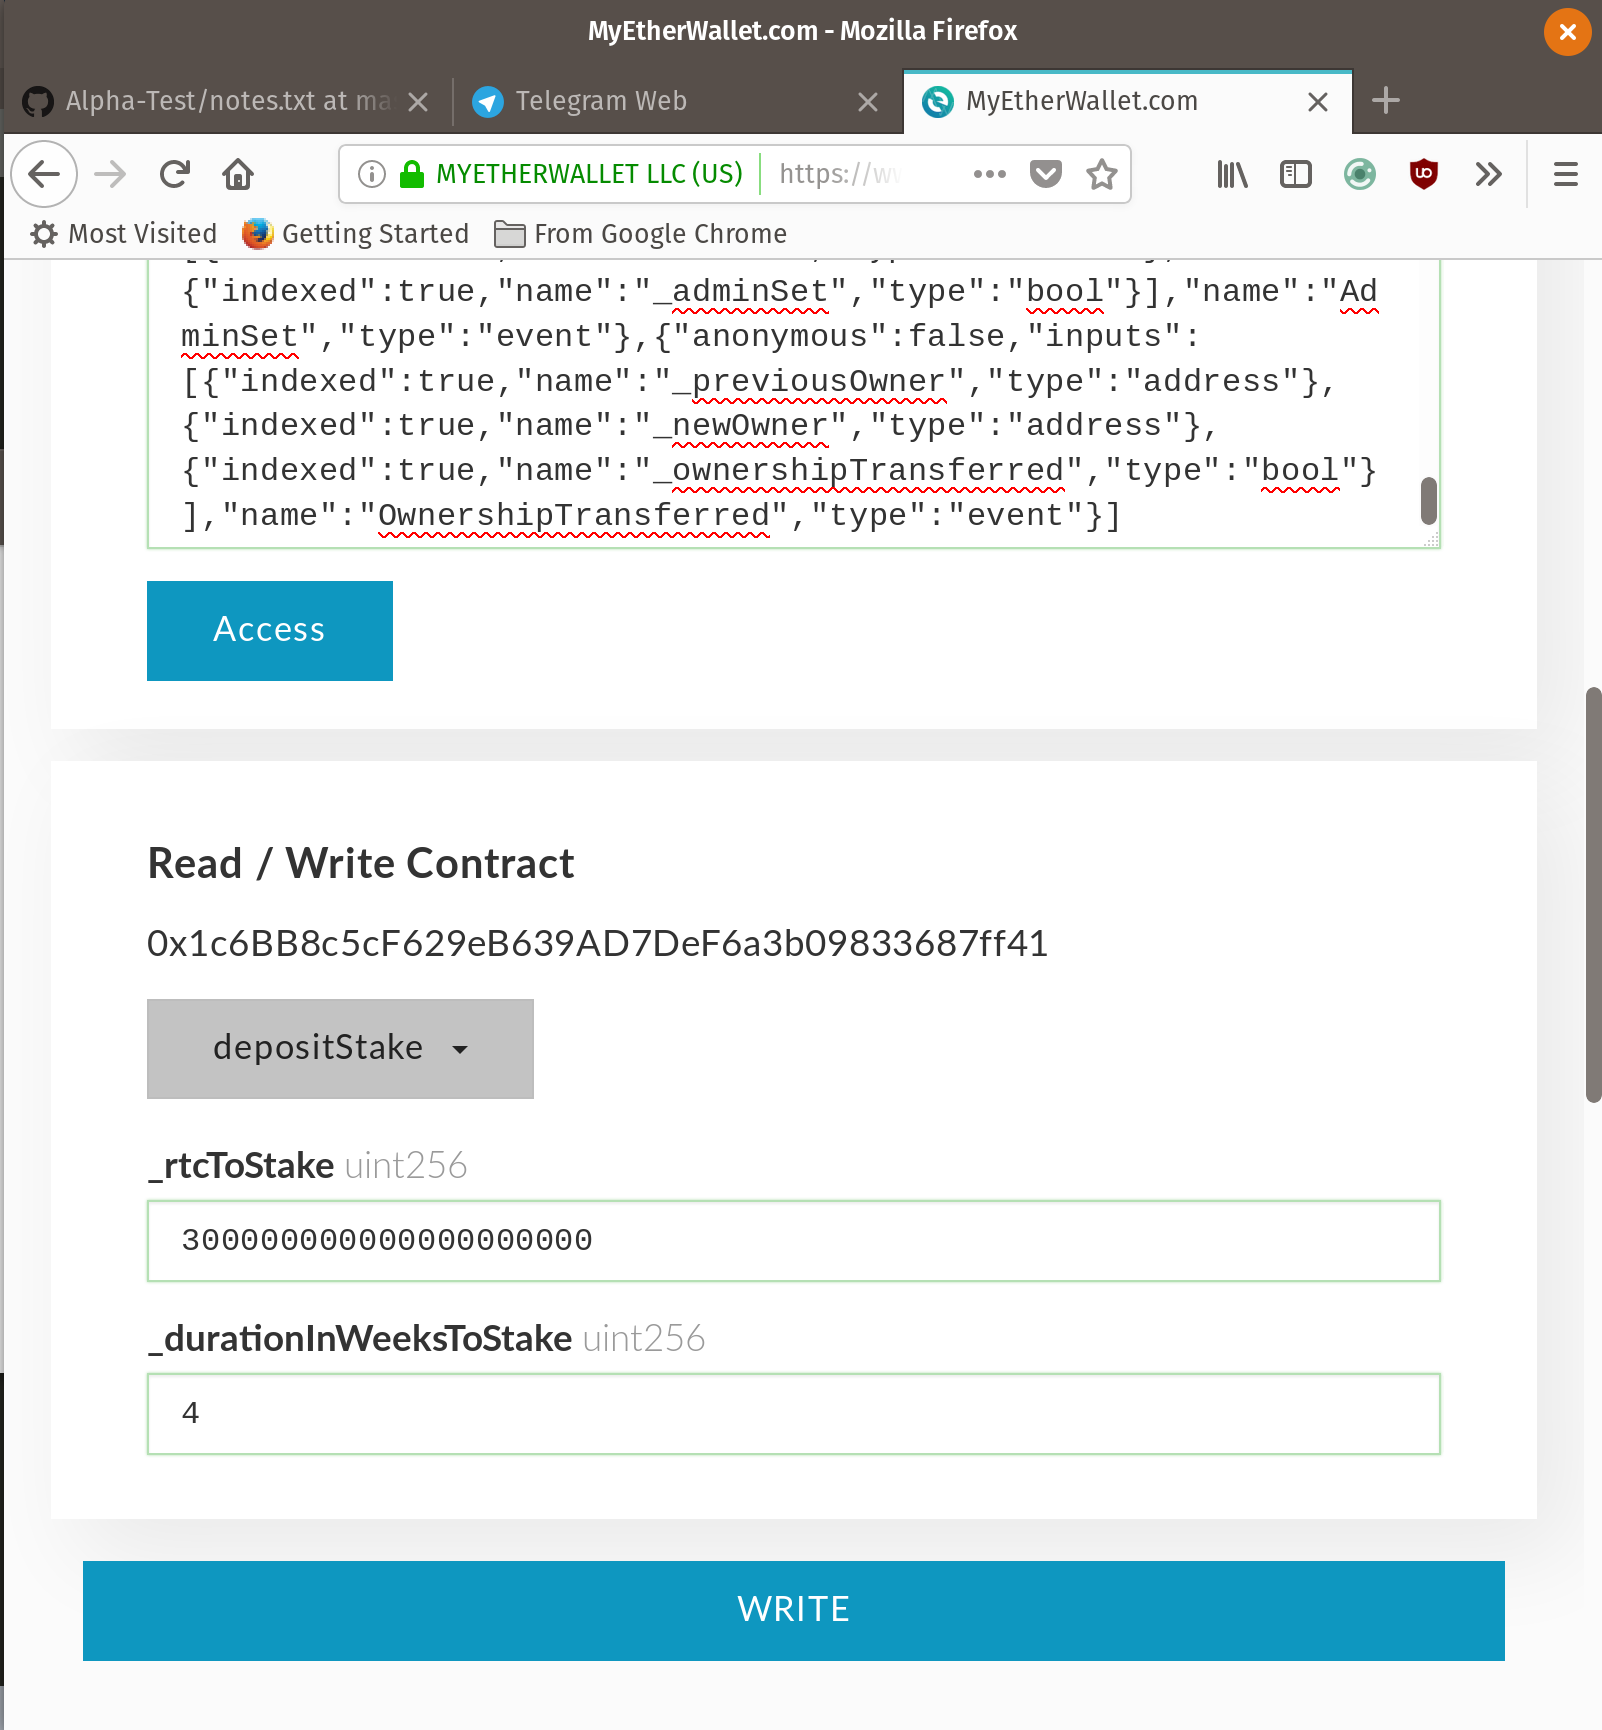 MyEtherWallet.com - Mozilla Firefox
Alpha-Test/notes.txt at ma
Telegram Web
MyEtherWallet.com
MYETHERWALLET LLC (US)
https://w
Most Visited
Getting Started
From Google Chrome
{"indexed":true,"name":"_adminSet","type":"bool"}],"name":"Ad
minSet","type":"event"},{"anonymous":false,"inputs":
[{"indexed":true,"name":"_previousOwner","type":"address"},
{"indexed":true,"name":"_newOwner","type":"address"},
{"indexed":true,"name":"_ownershipTransferred","type":"bool"}
],"name":"OwnershipTransferred","type":"event"}]
Access
Read / Write Contract
0x1c6BB8c5cF629eB639AD7DeF6a3b09833687ff41
depositStake
_rtcToStake uint256
300000000000000000000
_durationInWeeksToStake uint256
4
WRITE